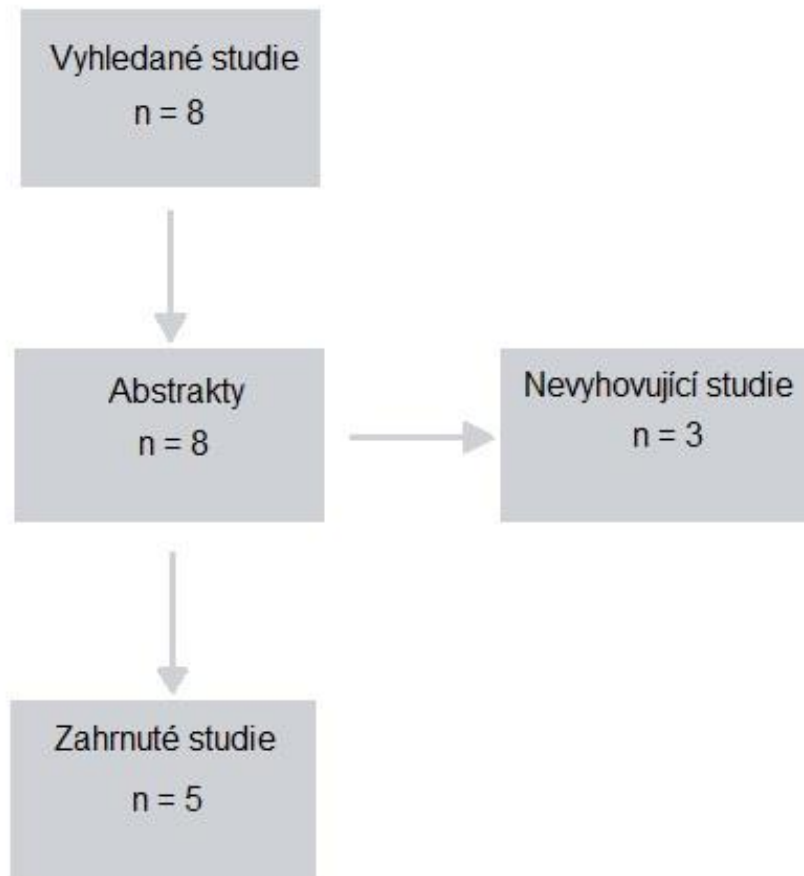 Vyhledané studie
n = 8
Abstrakty
n = 8
Nevyhovující studie
n = 3
Zahrnuté studie
n = 5